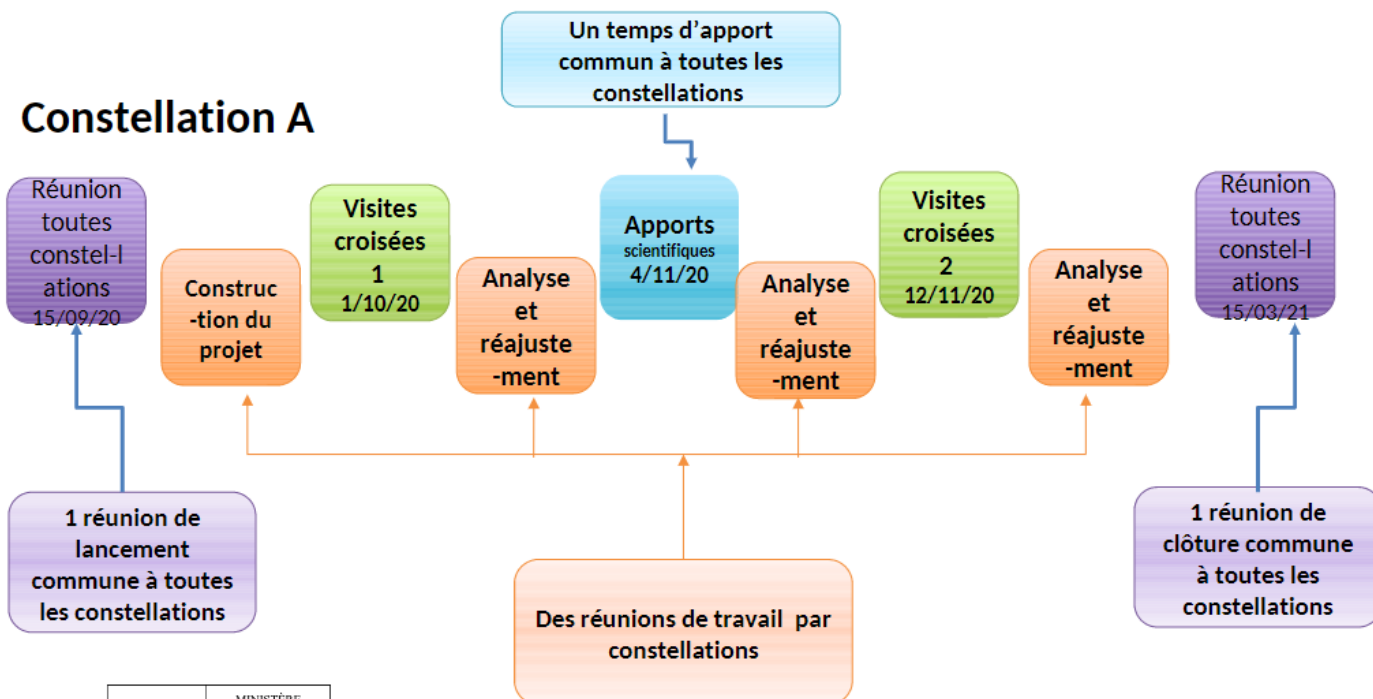 Un temps d'apport
commun à toutes les
constellations
Constellation A
Réunion
toutes
constel-l
ations
15/09/20
Construc
-tion du
projet
Visites
croisées
1
1/10/20
Analyse
et
réajuste
-ment
Apports
scientifiques
4/11/20
Analyse
et
réajuste
-ment
Visites
croisées
2
12/11/20
Analyse
et
réajuste
-ment
Réunion
toutes
constel-l
ations
15/03/21
1 réunion de
lancement
commune à toutes
les constellations
Des réunions de travail par
constellations
1 réunion de
clôture commune
à toutes les
constellations
MINISTÈRE